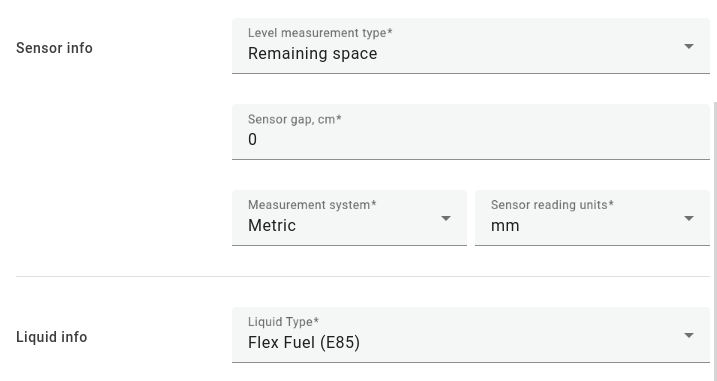 Sensor info
Level measurement type*
Remaining space
Sensor gap, cm*
0
Measurement system*
Metric
Sensor reading units*
mm
Liquid info
Liquid Type*
Flex Fuel (E85)